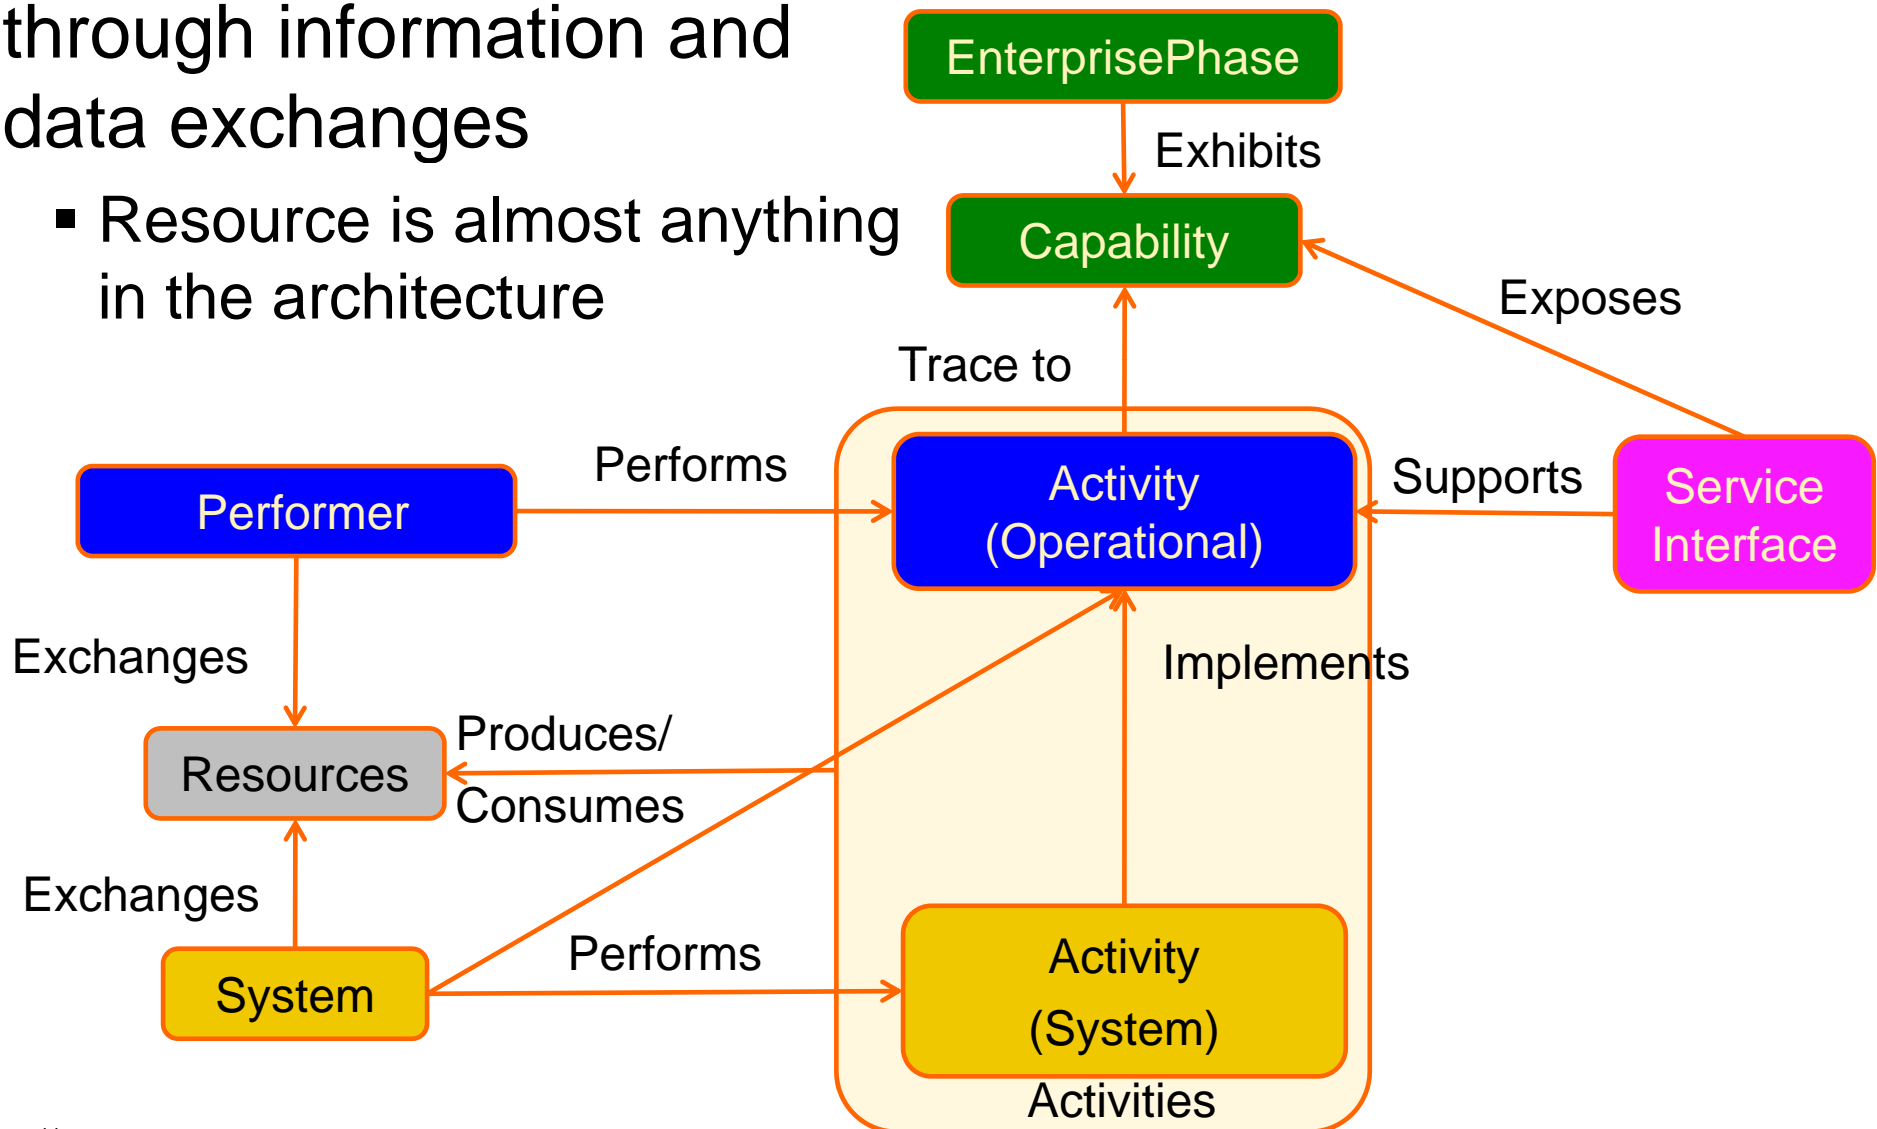 through information and
data exchanges
▪ Resource is almost anything
in the architecture
EnterprisePhase
Exhibits
Capability
Exposes
Trace to
Performs
Performer
Activity
(Operational)
Supports
Service
Interface
Exchanges
Implements
Produces/
Resources
Consumes
Exchanges
Performs
System
Activity
(System)
Activities